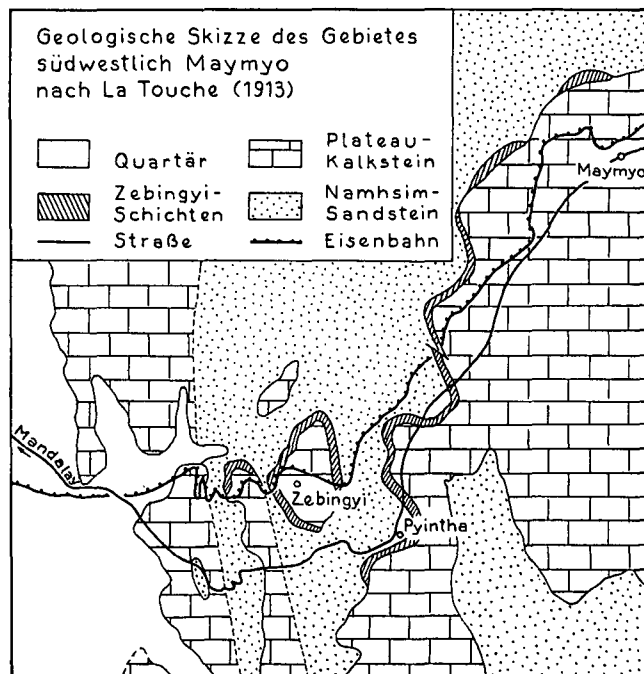 Geologische Skizze des Gebietes
südwestlich Maymyo
nach La Touche (1913)
Quartär
Plateau-
Kalkstein
Zebingyi-
Schichten
Namhsim-
Sandstein
Straße
Eisenbahn
Maymyo
Mandalay
Zebingyi
Pyintha